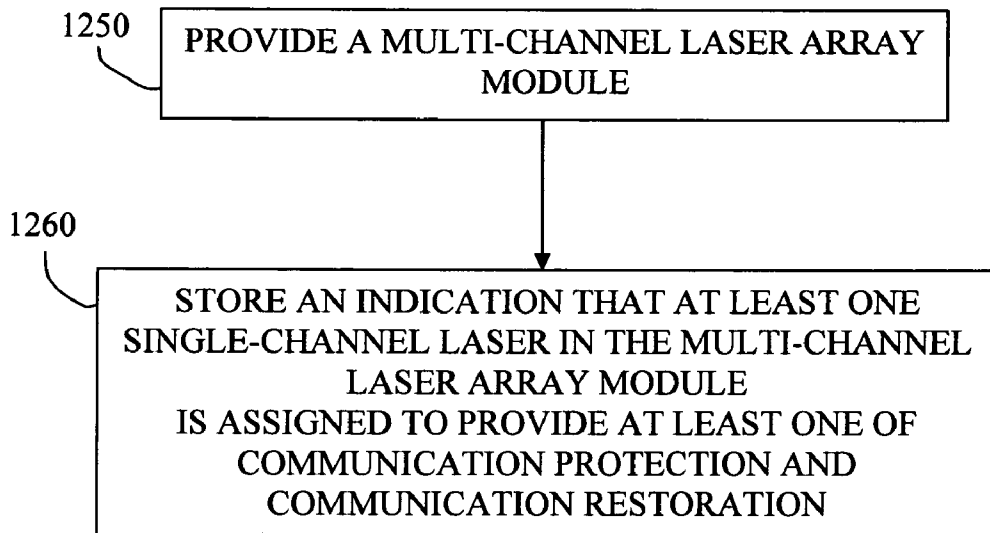 1250
PROVIDE A MULTI-CHANNEL LASER ARRAY
MODULE
1260
STORE AN INDICATION THAT AT LEAST ONE
SINGLE-CHANNEL LASER IN THE MULTI-CHANNEL
LASER ARRAY MODULE
IS ASSIGNED TO PROVIDE AT LEAST ONE OF
COMMUNICATION PROTECTION AND
COMMUNICATION RESTORATION